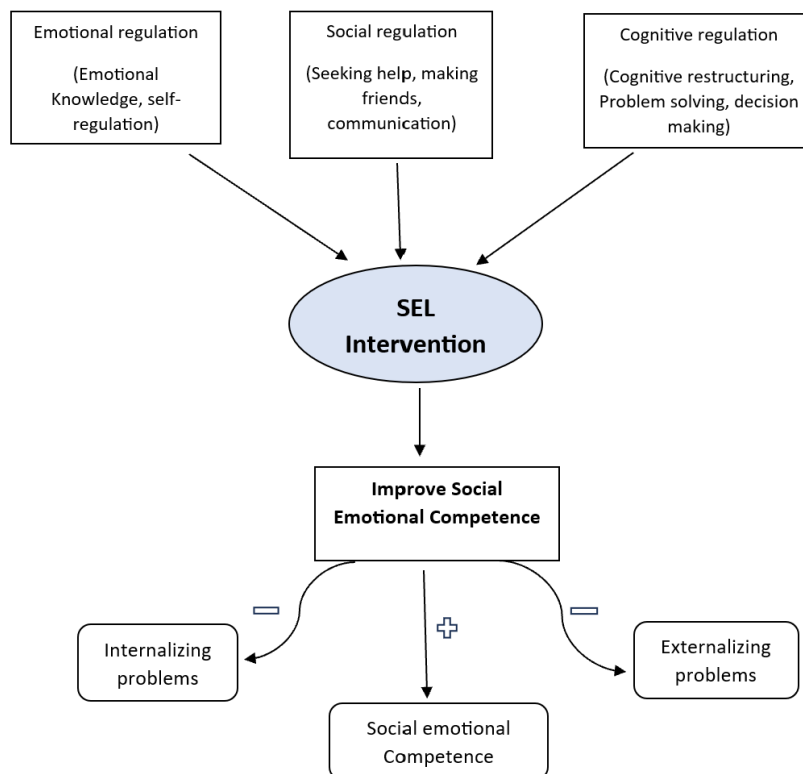 Emotional regulation
(Emotional
Knowledge, self-
regulation)
Social regulation
(Seeking help, making
friends,
communication)
Cognitive regulation
(Cognitive restructuring,
Problem solving, decision
making)
SEL
Intervention
Improve Social
Emotional Competence
Internalizing
problems
Externalizing
problems
Social emotional
Competence